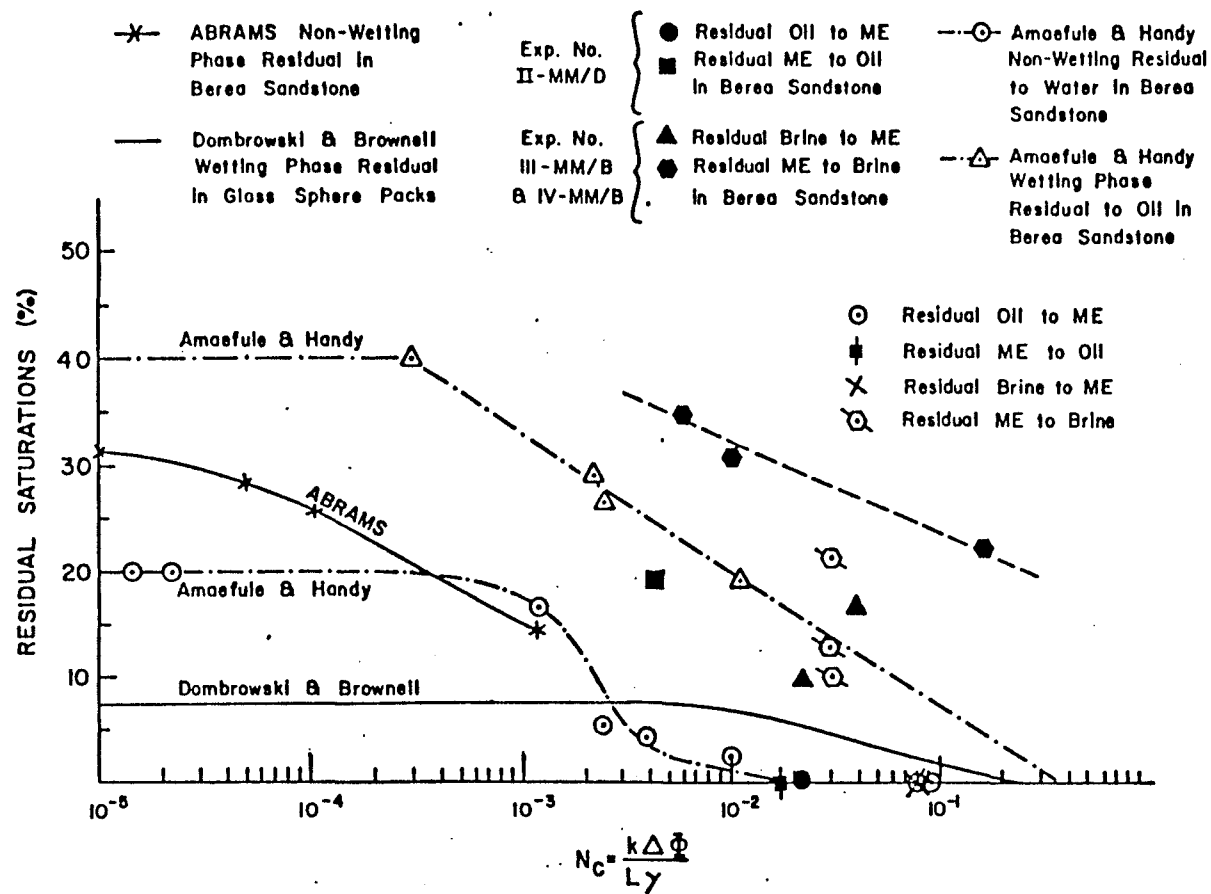 ABRAMS Non-Wetting
Phase Residual in
Berea Sandstone
Dombrowski & Brownell
Wetting Phase Residual
in Glass Sphere Packs
Exp. No.
II-MM/D
Residual Oil to ME
Residual ME to Oil
in Berea Sandstone
Exp. No.
III-MM/B
& IV-MM/B
Residual Brine to ME
Residual ME to Brine
in Berea Sandstone
Amaefule & Handy
Non-Wetting Residual
to Water in Berea
Sandstone
Amaefule & Handy
Wetting Phase
Residual to Oil in
Berea Sandstone
Residual Oil to ME
Residual ME to Oil
Residual Brine to ME
Residual ME to Brine
RESIDUAL SATURATIONS (%)
50
40
30
20
10
Amaefule & Handy
ABRAMS
Amaefule & Handy
Dombrowski & Brownell
10⁻⁵ 10⁻⁴ 10⁻³ 10⁻² 10⁻¹
N_C = kΔΦ / Lγ